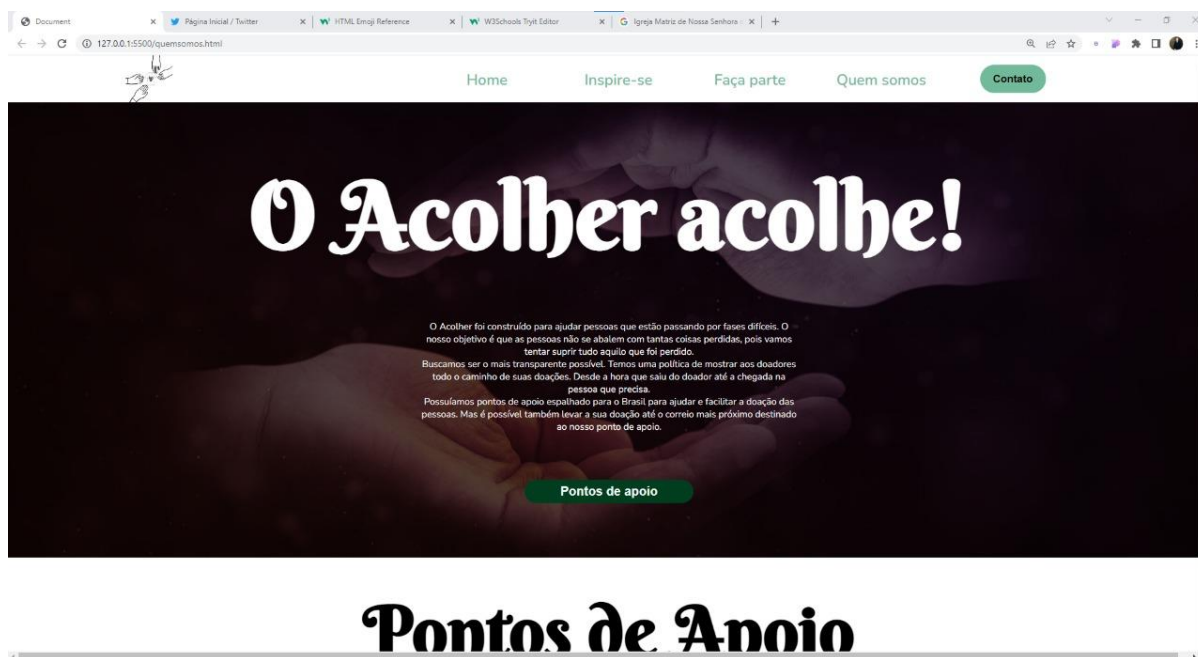 Document
Página Inicial / Twitter
HTML Emoji Reference
W3Schools Tryit Editor
Igreja Matriz de Nossa Senhora
127.0.0.1:5500/quemsomos.html
Home Inspire-se Faça parte Quem somos Contato
O Acolher acolhe!
O Acolher foi construído para ajudar pessoas que estão passando por fases difíceis. O
nosso objetivo é que as pessoas não se abalem com tantas coisas perdidas, pois vamos
tentar suprir tudo aquilo que foi perdido.
Buscamos ser o mais transparente possível. Temos uma política de mostrar aos doadores
todo o caminho de suas doações. Desde a hora que saiu do doador até a chegada na
pessoa que precisa.
Possuíamos pontos de apoio espalhado para o Brasil para ajudar e facilitar a doação das
pessoas. Mas é possível também levar a sua doação até o correio mais próximo destinado
ao nosso ponto de apoio.
Pontos de apoio
Pontos de Apoio